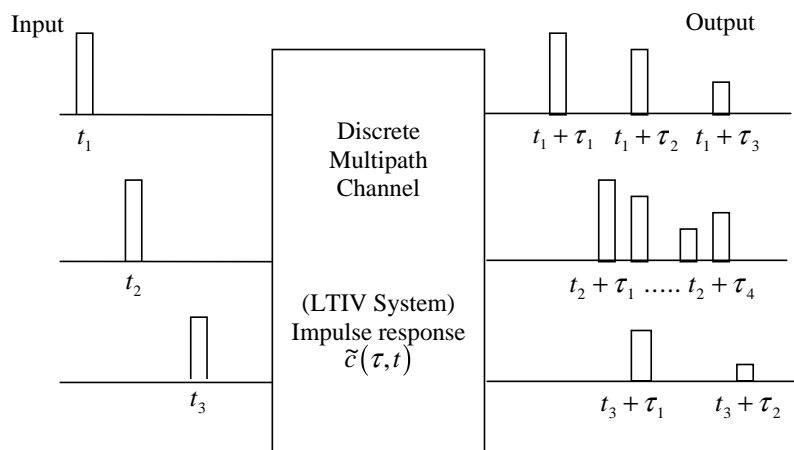 Input
Output
t₁
t₁ + τ₁
t₁ + τ₂
t₁ + τ₃
Discrete
Multipath
Channel
t₂
t₂ + τ₁ ..... t₂ + τ₄
(LTIV System)
Impulse response
c̃(τ,t)
t₃
t₃ + τ₁
t₃ + τ₂